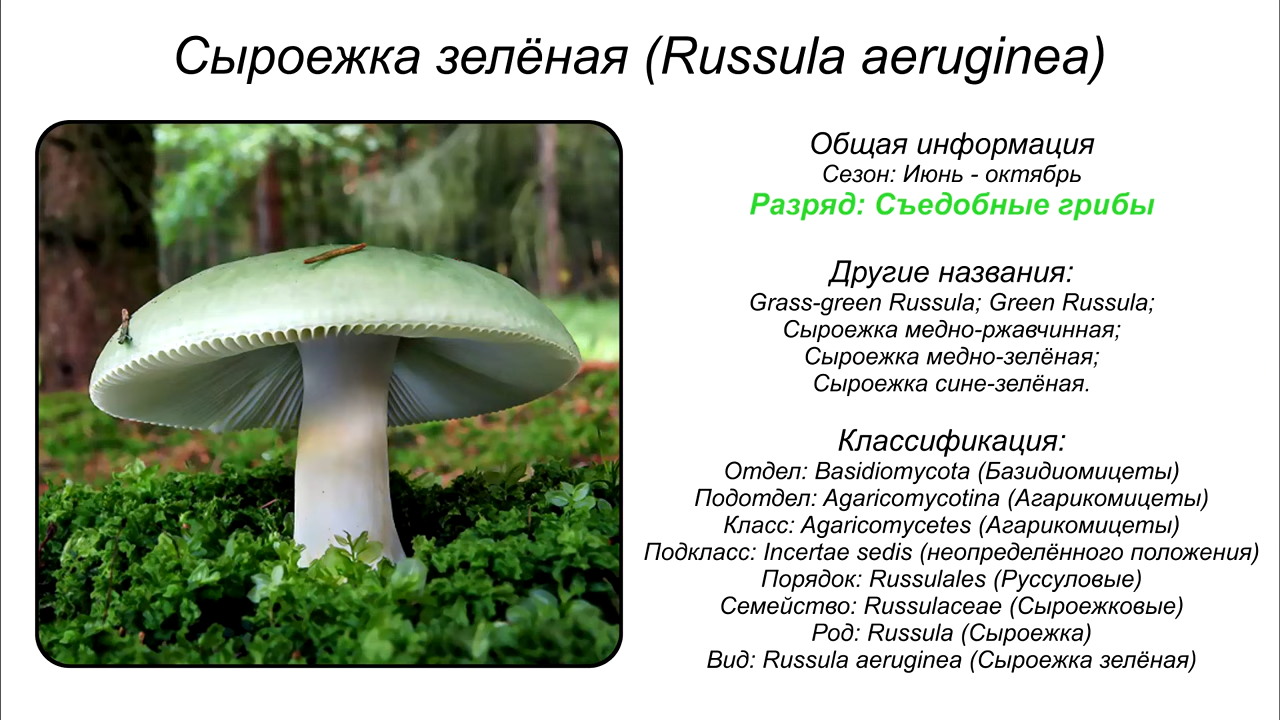 Сыроежка зелёная (Russula aeruginea)
Общая информация
Сезон: Июнь - октябрь
Разряд: Съедобные грибы
Другие названия:
Grass-green Russula; Green Russula;
Сыроежка медно-ржавчинная;
Сыроежка медно-зелёная;
Сыроежка сине-зелёная.
Классификация:
Отдел: Basidiomycota (Базидиомицеты)
Подотдел: Agaricomycotina (Агарикомицеты)
Класс: Agaricomycetes (Агарикомицеты)
Подкласс: Incertae sedis (неопределённого положения)
Порядок: Russulales (Руссуловые)
Семейство: Russulaceae (Сыроежковые)
Род: Russula (Сыроежка)
Вид: Russula aeruginea (Сыроежка зелёная)